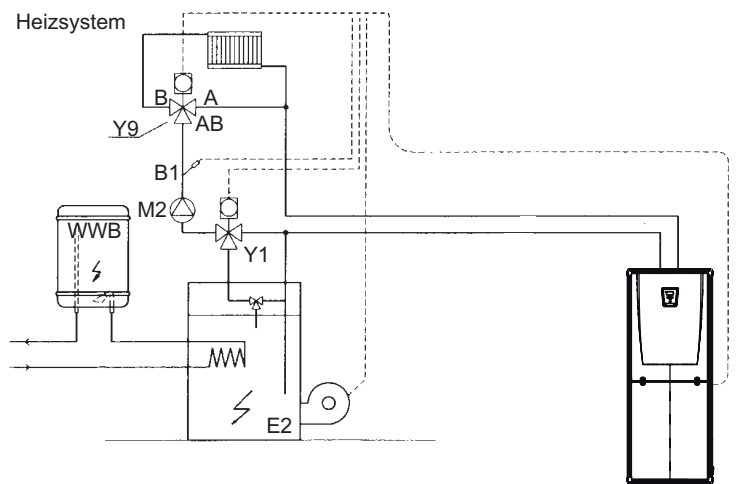 Heizsystem
B A
Y9 AB
B1
M2
WWB
Y1
E2